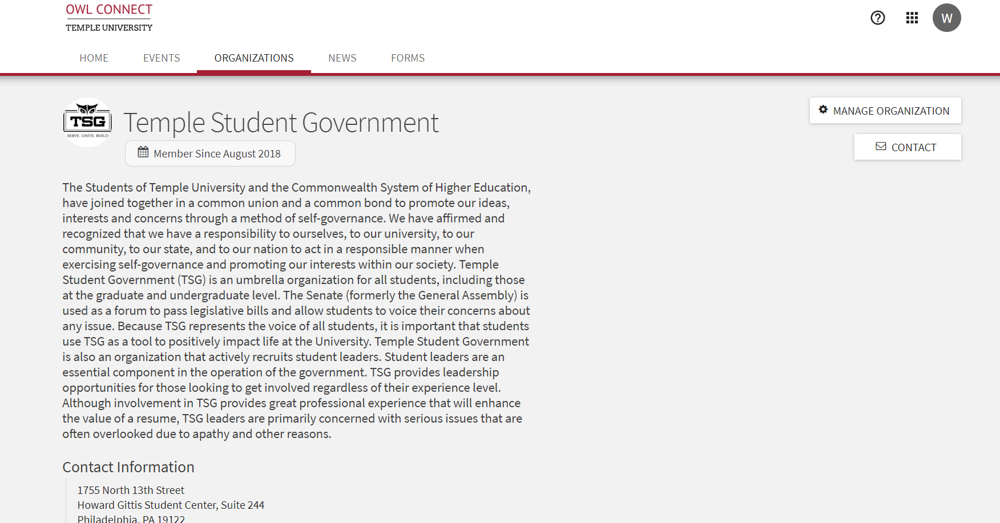 OWL CONNECT
TEMPLE UNIVERSITY
W
HOME EVENTS ORGANIZATIONS NEWS FORMS
TSG
SERVE. UNITE. BUILD
Temple Student Government
Member Since August 2018
MANAGE ORGANIZATION
CONTACT
The Students of Temple University and the Commonwealth System of Higher Education,
have joined together in a common union and a common bond to promote our ideas,
interests and concerns through a method of self-governance. We have affirmed and
recognized that we have a responsibility to ourselves, to our university, to our
community, to our state, and to our nation to act in a responsible manner when
exercising self-governance and promoting our interests within our society. Temple
Student Government (TSG) is an umbrella organization for all students, including those
at the graduate and undergraduate level. The Senate (formerly the General Assembly) is
used as a forum to pass legislative bills and allow students to voice their concerns about
any issue. Because TSG represents the voice of all students, it is important that students
use TSG as a tool to positively impact life at the University. Temple Student Government
is also an organization that actively recruits student leaders. Student leaders are an
essential component in the operation of the government. TSG provides leadership
opportunities for those looking to get involved regardless of their experience level.
Although involvement in TSG provides great professional experience that will enhance
the value of a resume, TSG leaders are primarily concerned with serious issues that are
often overlooked due to apathy and other reasons.
Contact Information
1755 North 13th Street
Howard Gittis Student Center, Suite 244
Philadelphia, PA 19122